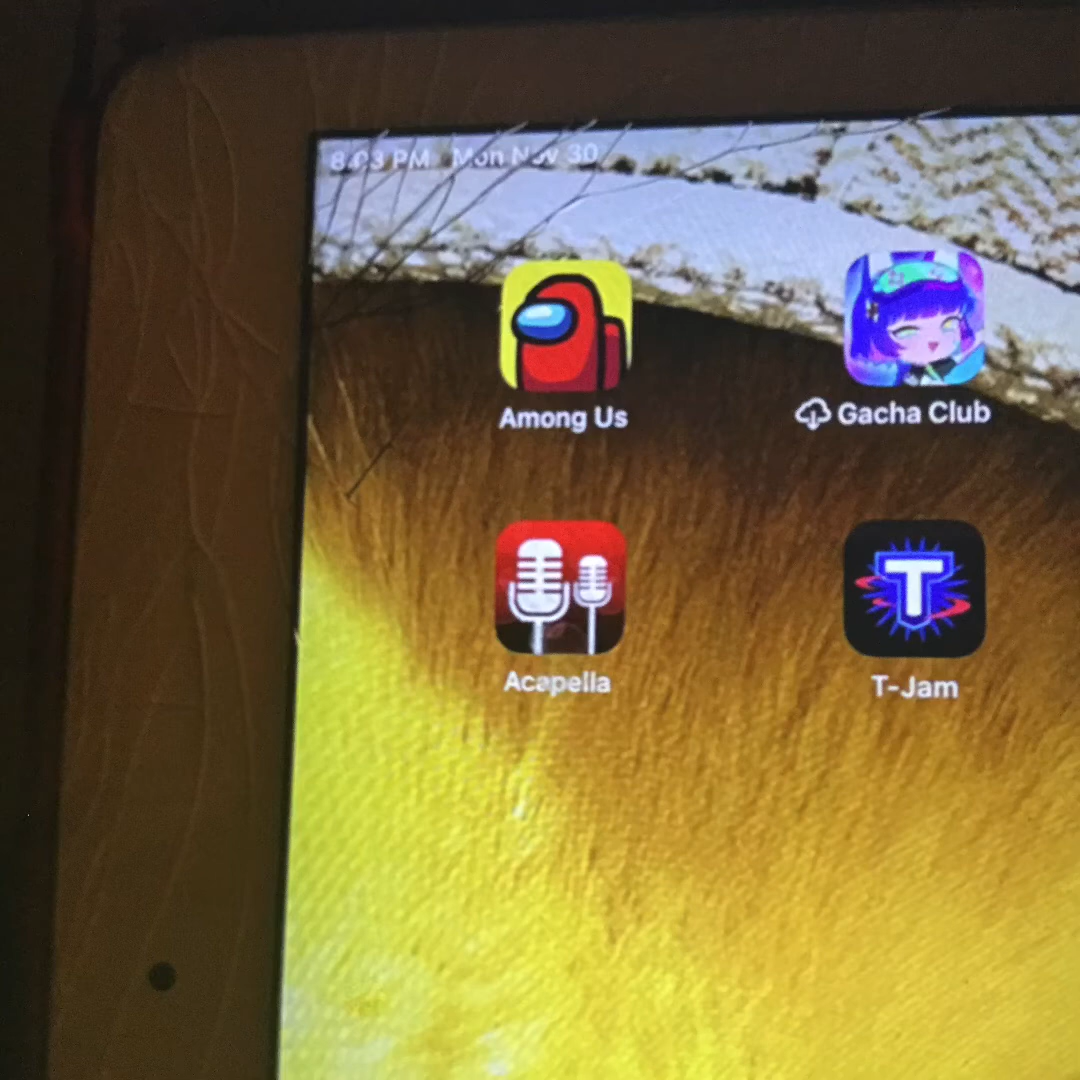 8:03 PM Mon Nov 30
Among Us
Gacha Club
Acapella
T
T-Jam